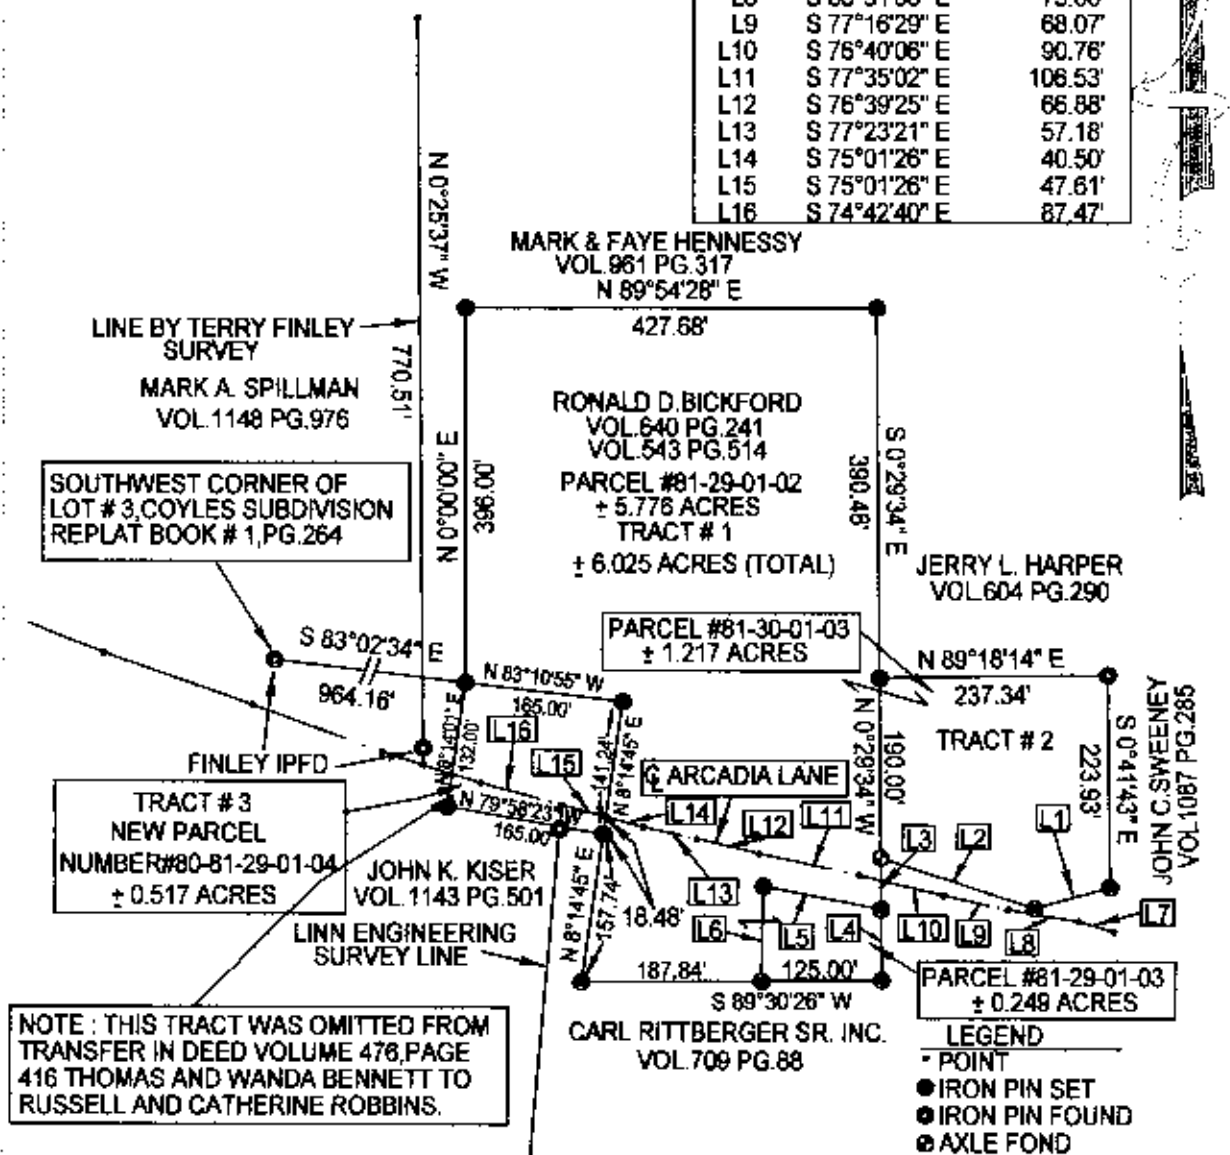 L9 S 77°16'29" E 68.07'
L10 S 76°40'06" E 90.76'
L11 S 77°35'02" E 106.53'
L12 S 76°39'25" E 66.88'
L13 S 77°23'21" E 57.18'
L14 S 75°01'26" E 40.50'
L15 S 75°01'26" E 47.61'
L16 S 74°42'40" E 87.47'
N 0°25'37" W
770.51'
MARK & FAYE HENNESSY
VOL.961 PG.317
N 89°54'28" E
427.68'
LINE BY TERRY FINLEY
SURVEY
MARK A. SPILLMAN
VOL.1148 PG.976
RONALD D.BICKFORD
VOL.640 PG.241
VOL.543 PG.514
PARCEL #81-29-01-02
± 5.776 ACRES
TRACT # 1
± 6.025 ACRES (TOTAL)
N 0°00'00" E
396.00'
S 0°29'34" E
390.48'
SOUTHWEST CORNER OF
LOT # 3,COYLES SUBDIVISION
REPLAT BOOK # 1,PG.264
JERRY L. HARPER
VOL.604 PG.290
PARCEL #81-30-01-03
± 1.217 ACRES
S 83°02'34" E
964.16'
N 83°10'55" W
165.00'
N 89°18'14" E
237.34'
TRACT # 2
N 0°29'34" W
190.00'
S 0°41'43" E
223.93'
JOHN C.SWEENEY
VOL.1087 PG.285
FINLEY IPFD
132.00'
L16
L15
141.24'
N 8°14'45" E
℄ ARCADIA LANE
L14
L12
L11
L3
L2
L1
TRACT # 3
NEW PARCEL
NUMBER#80-81-29-01-04
± 0.517 ACRES
N 79°58'23" W
165.00'
JOHN K. KISER
VOL.1143 PG.501
N 8°14'45" E
157.74'
18.48'
L13
L6
L5
L4
L10
L9
L8
L7
LINN ENGINEERING
SURVEY LINE
187.84'
125.00'
S 89°30'26" W
PARCEL #81-29-01-03
± 0.249 ACRES
CARL RITTBERGER SR. INC.
VOL.709 PG.88
NOTE : THIS TRACT WAS OMITTED FROM
TRANSFER IN DEED VOLUME 476,PAGE
416 THOMAS AND WANDA BENNETT TO
RUSSELL AND CATHERINE ROBBINS.
LEGEND
POINT
IRON PIN SET
IRON PIN FOUND
AXLE FOND